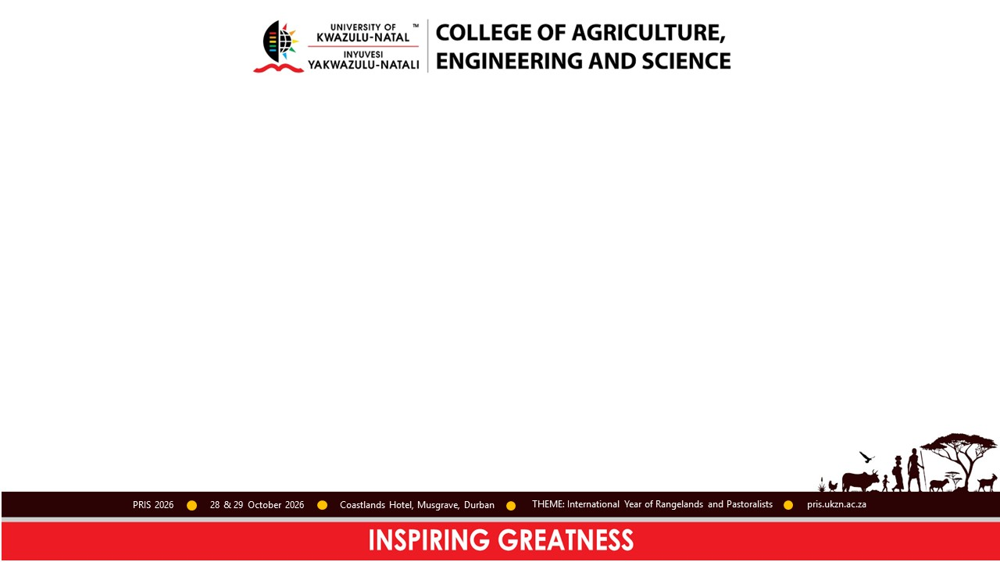 UNIVERSITY OF
KWAZULU-NATAL ™
INYUVESI
YAKWAZULU-NATALI
COLLEGE OF AGRICULTURE,
ENGINEERING AND SCIENCE
PRIS 2026 28 & 29 October 2026 Coastlands Hotel, Musgrave, Durban THEME: International Year of Rangelands and Pastoralists pris.ukzn.ac.za
INSPIRING GREATNESS